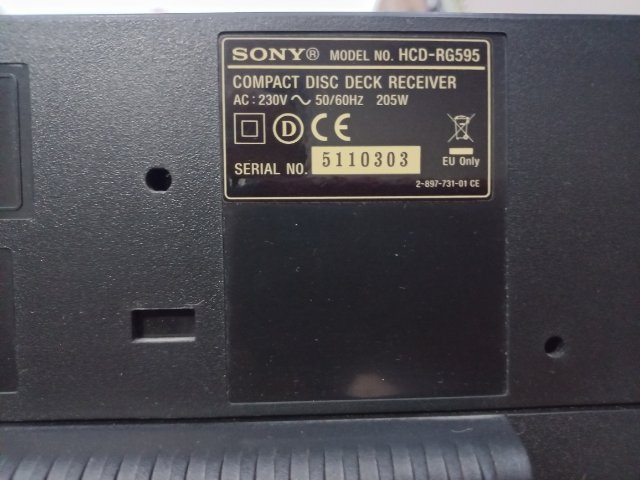 SONY® MODEL NO. HCD-RG595
COMPACT DISC DECK RECEIVER
AC: 230V ~ 50/60HZ 205W
D CE
SERIAL NO. 5110303
EU Only
2-897-731-01 CE